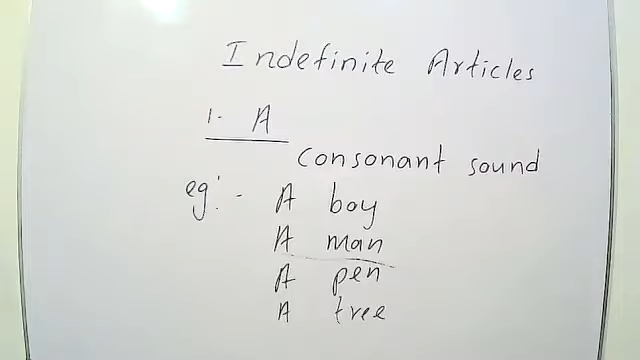 Indefinite Articles
1. A
Consonant sound
eg:- A boy
A man
A pen
A tree